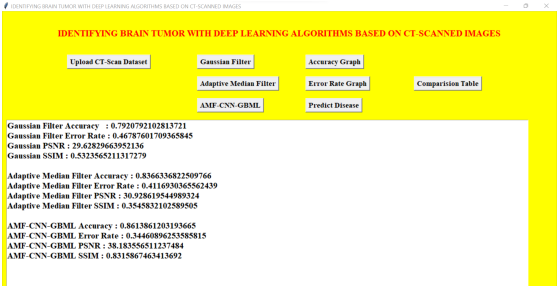 IDENTIFYING BRAIN TUMOR WITH DEEP LEARNING ALGORITHMS BASED ON CT-SCANNED IMAGES
IDENTIFYING BRAIN TUMOR WITH DEEP LEARNING ALGORITHMS BASED ON CT-SCANNED IMAGES
Upload CT-Scan Dataset Gaussian Filter Accuracy Graph
Adaptive Median Filter Error Rate Graph Comparision Table
AMF-CNN-GBML Predict Disease
Gaussian Filter Accuracy : 0.7920792102813721
Gaussian Filter Error Rate : 0.46787601709365845
Gaussian PSNR : 29.62829663952136
Gaussian SSIM : 0.5323565211317279
Adaptive Median Filter Accuracy : 0.8366336822509766
Adaptive Median Filter Error Rate : 0.4116930365562439
Adaptive Median Filter PSNR : 30.928619544989324
Adaptive Median Filter SSIM : 0.3545832102589505
AMF-CNN-GBML Accuracy : 0.8613861203193665
AMF-CNN-GBML Error Rate : 0.34460896253585815
AMF-CNN-GBML PSNR : 38.183556511237484
AMF-CNN-GBML SSIM : 0.8315867463413692